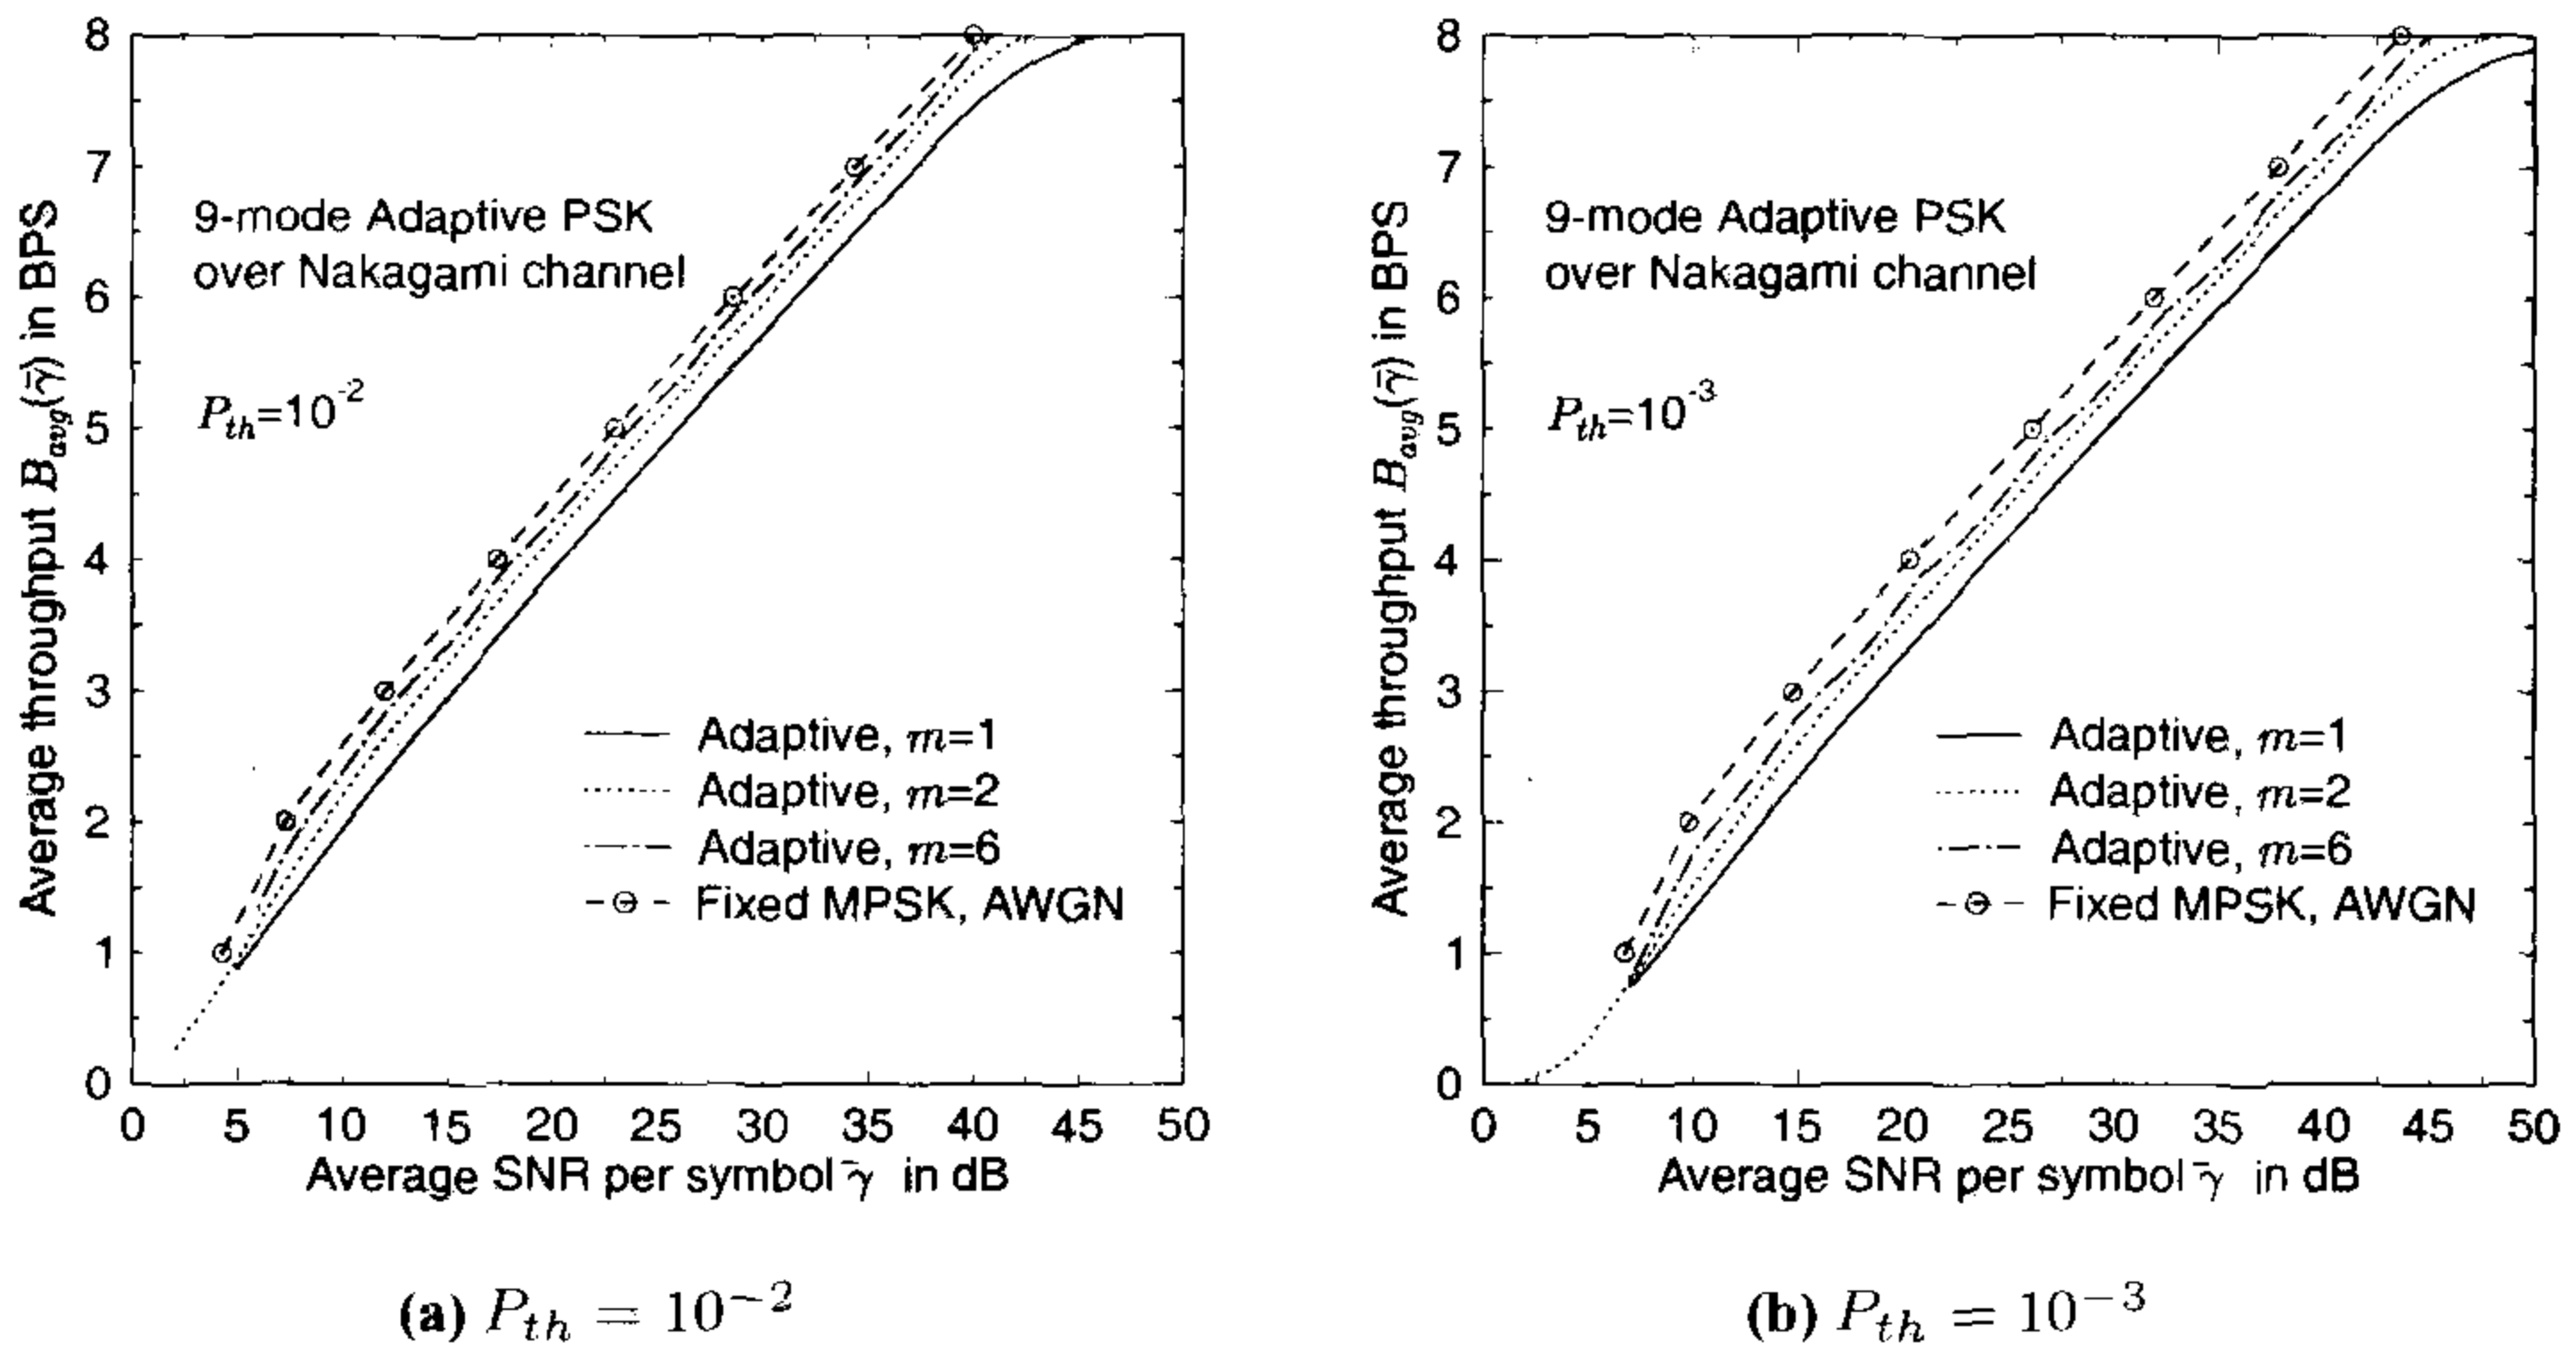 8
7
6
5
4
3
2
1
0
Average throughput B_avg(γ̄) in BPS
9-mode Adaptive PSK
over Nakagami channel
P_th=10^-2
Adaptive, m=1
Adaptive, m=2
Adaptive, m=6
Fixed MPSK, AWGN
0 5 10 15 20 25 30 35 40 45 50
Average SNR per symbol γ̄ in dB
(a) P_th = 10^−2
8
7
6
5
4
3
2
1
0
Average throughput B_avg(γ̄) in BPS
9-mode Adaptive PSK
over Nakagami channel
P_th=10^-3
Adaptive, m=1
Adaptive, m=2
Adaptive, m=6
Fixed MPSK, AWGN
0 5 10 15 20 25 30 35 40 45 50
Average SNR per symbol γ̄ in dB
(b) P_th = 10^−3